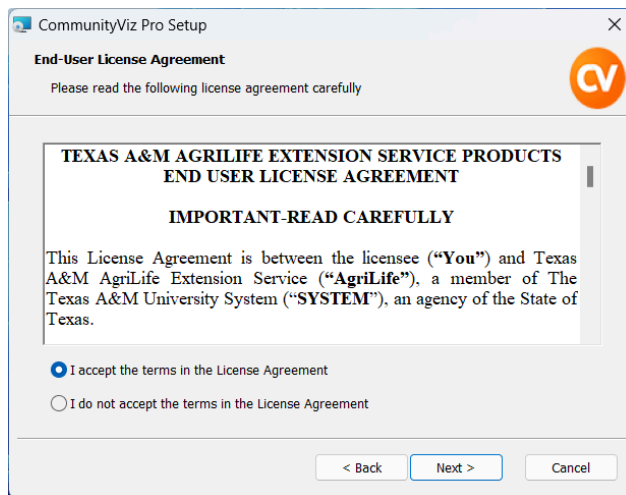 CommunityViz Pro Setup
End-User License Agreement
Please read the following license agreement carefully
CV
TEXAS A&M AGRILIFE EXTENSION SERVICE PRODUCTS
END USER LICENSE AGREEMENT
IMPORTANT-READ CAREFULLY
This License Agreement is between the licensee (“You”) and Texas
A&M AgriLife Extension Service (“AgriLife”), a member of The
Texas A&M University System (“SYSTEM”), an agency of the State of
Texas.
I accept the terms in the License Agreement
I do not accept the terms in the License Agreement
< Back Next > Cancel